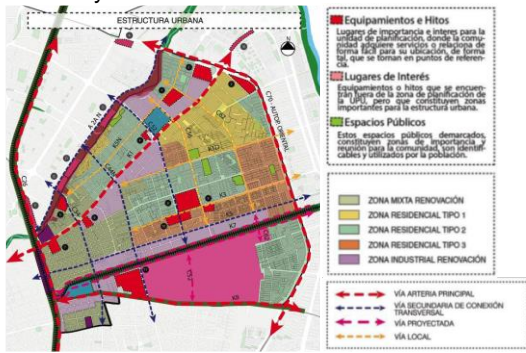 ESTRUCTURA URBANA
Equipamientos e Hitos
Lugares de importancia e interes para la
unidad de planificación, donde la comu-
nidad adquiere servicios o relaciona de
forma fácil para su ubicación, de forma
tal, que se tornan en puntos de referen-
cia.
Lugares de Interés
Equipamientos o hitos que se encuen-
tran fuera de la zona de planificación de
la UPU, pero que constituyen zonas
importantes para la estructura urbana.
Espacios Públicos
Estos espacios públicos demarcados,
constituyen zonas de importancia y
reunión para la comunidad, son identifi-
cables y utilizados por la población.
ZONA MIXTA RENOVACIÓN
ZONA RESIDENCIAL TIPO 1
ZONA RESIDENCIAL TIPO 2
ZONA RESIDENCIAL TIPO 3
ZONA INDUSTRIAL RENOVACIÓN
VÍA ARTERIA PRINCIPAL
VÍA SECUNDARIA DE CONEXIÓN
TRANSVERSAL
VÍA PROYECTADA
VÍA LOCAL
C70 - AUTOP. ORIENTAL
A 2A N
K7